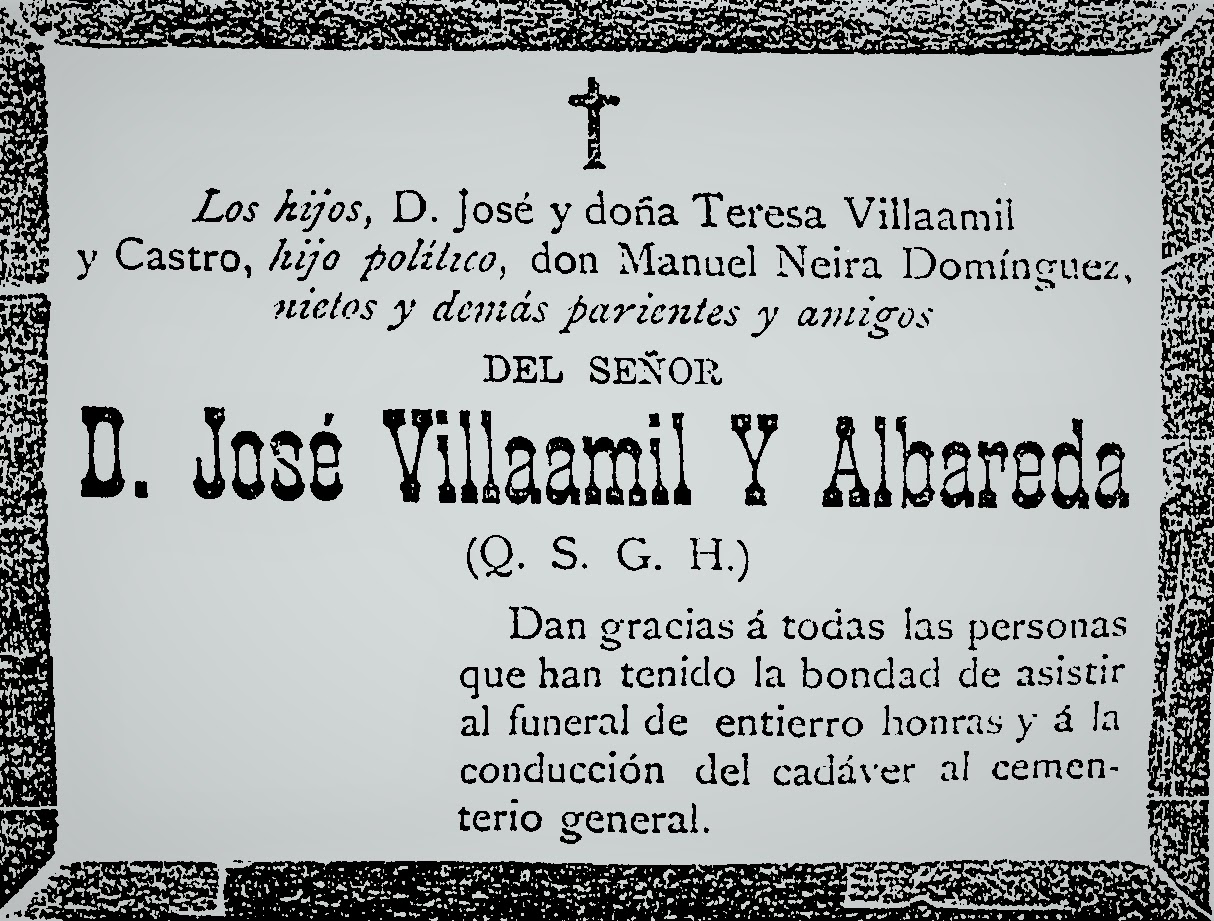 Los hijos, D. José y doña Teresa Villaamil
y Castro, hijo político, don Manuel Neira Domínguez,
nietos y demás parientes y amigos
DEL SEÑOR
D. José Villaamil Y Albareda
(Q. S. G. H.)
Dan gracias á todas las personas
que han tenido la bondad de asistir
al funeral de entierro honras y á la
conducción del cadáver al cemen-
terio general.